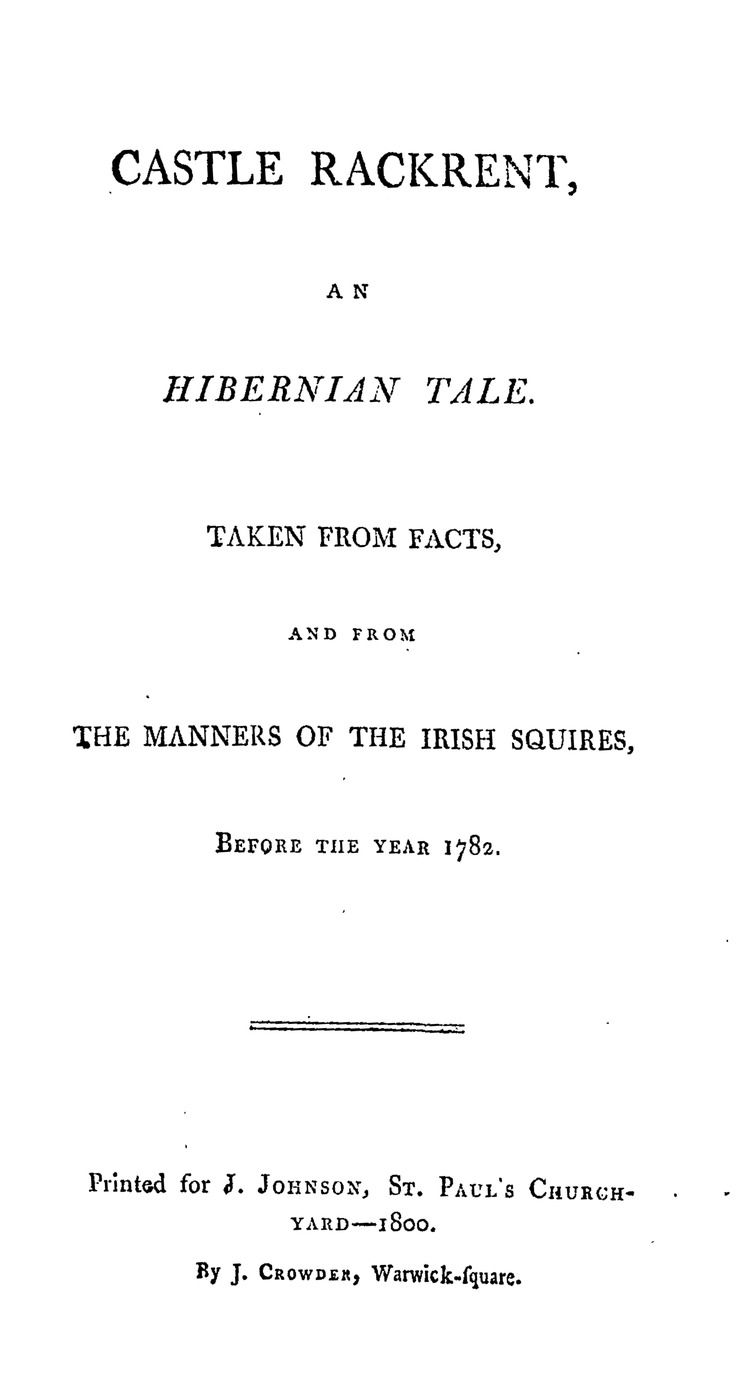 CASTLE RACKRENT,
AN
HIBERNIAN TALE.
TAKEN FROM FACTS,
AND FROM
THE MANNERS OF THE IRISH SQUIRES,
BEFORE THE YEAR 1782.
Printed for J. JOHNSON, ST. PAUL'S CHURCH-
YARD—1800.
By J. CROWDER, Warwick-ſquare.